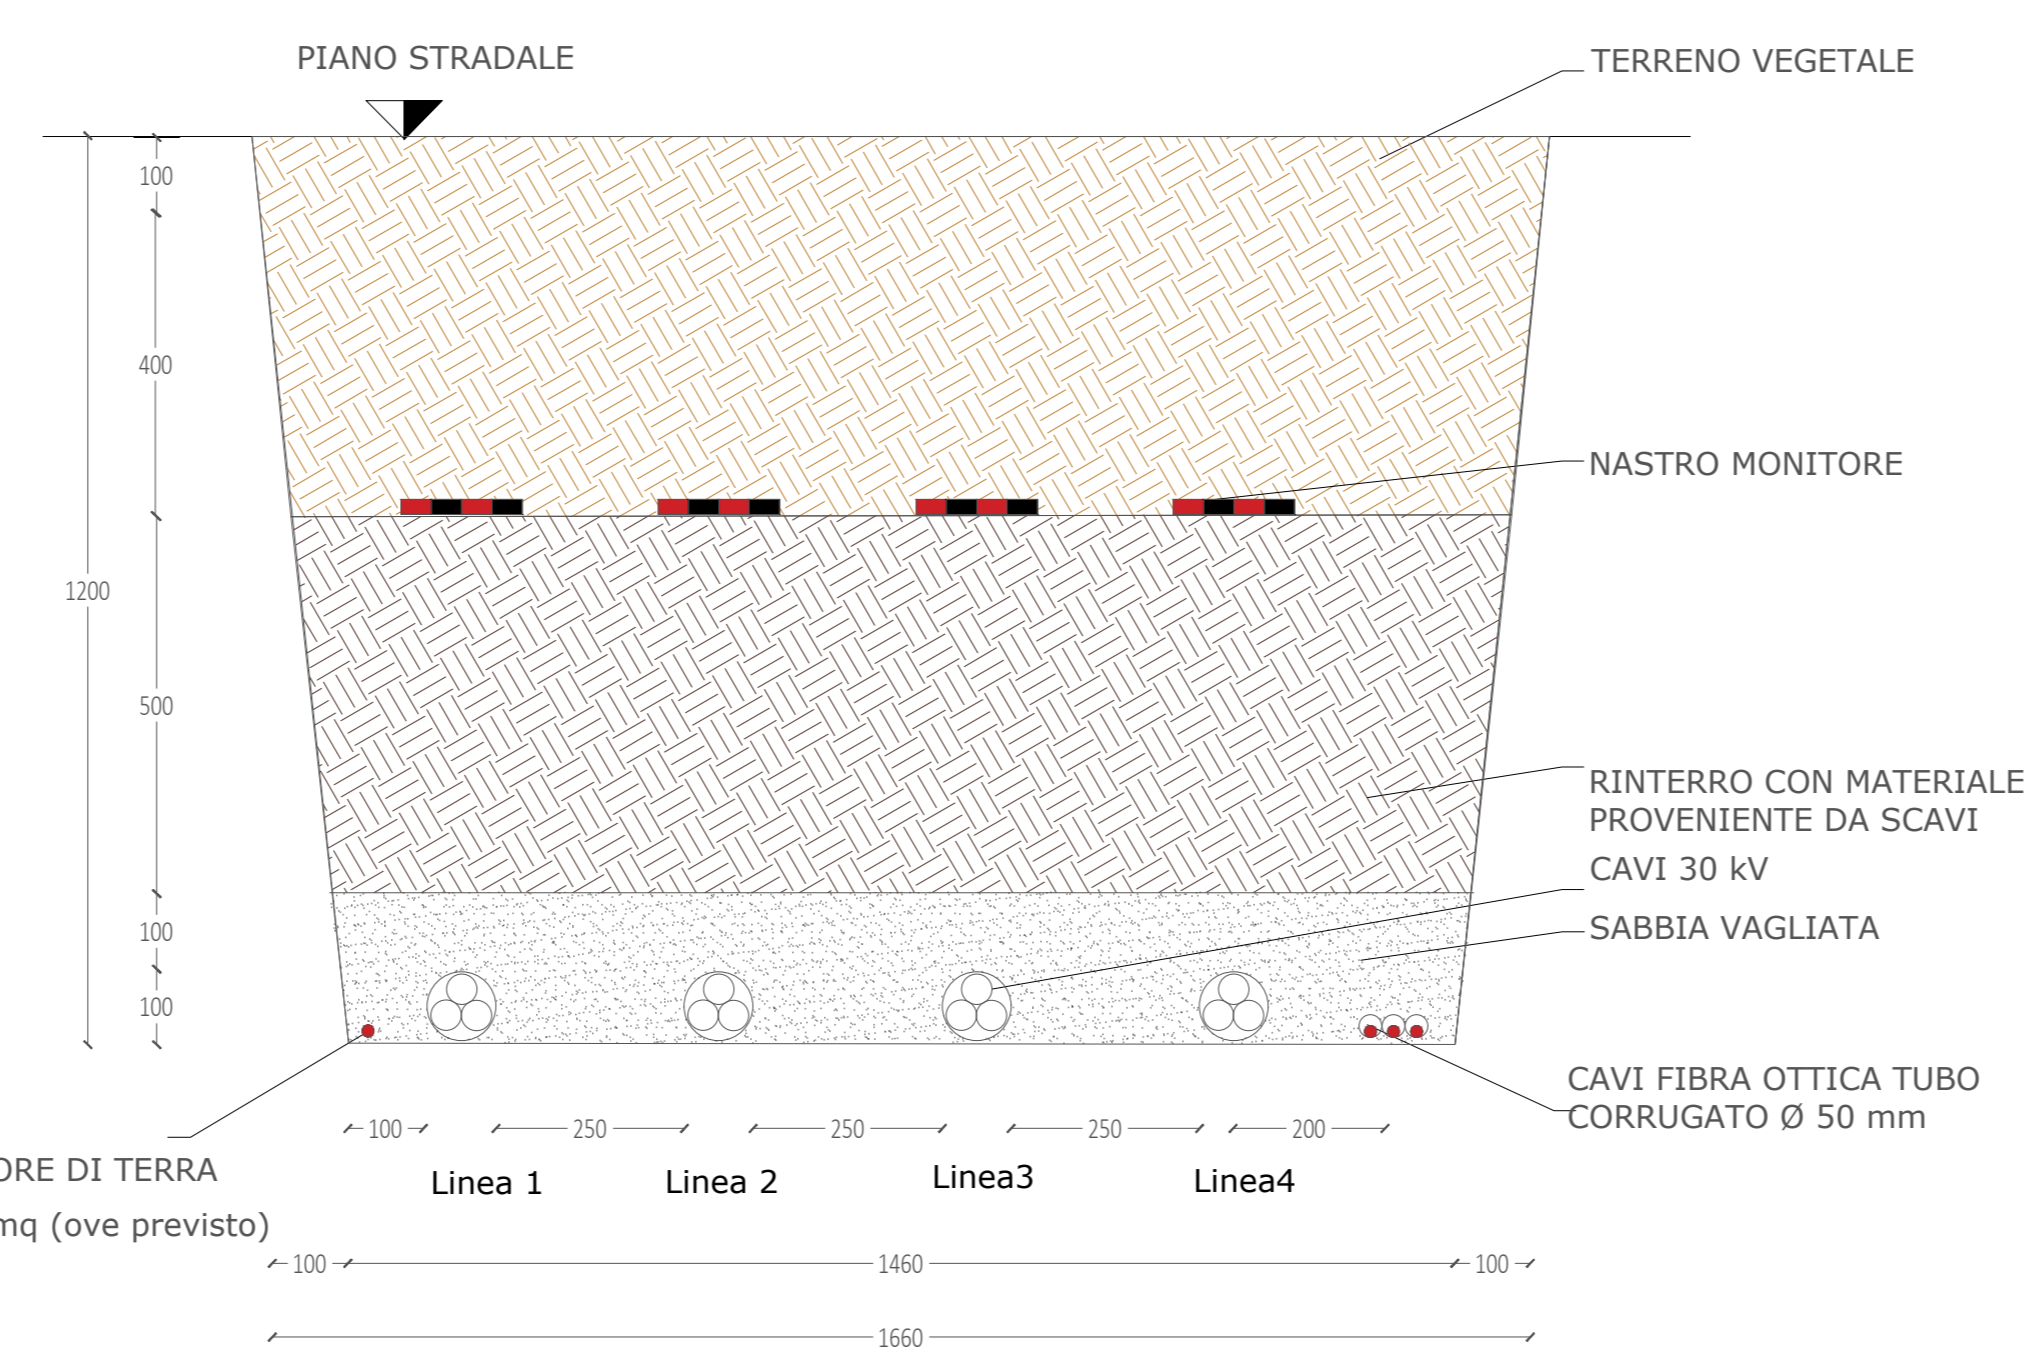 PIANO STRADALE
TERRENO VEGETALE
100
400
NASTRO MONITORE
1200
500
RINTERRO CON MATERIALE
PROVENIENTE DA SCAVI
CAVI 30 kV
100
SABBIA VAGLIATA
100
CAVI FIBRA OTTICA TUBO
CORRUGATO Ø 50 mm
100 250 250 250 200
ORE DI TERRA
mq (ove previsto)
Linea 1 Linea 2 Linea3 Linea4
100 1460 100
1660